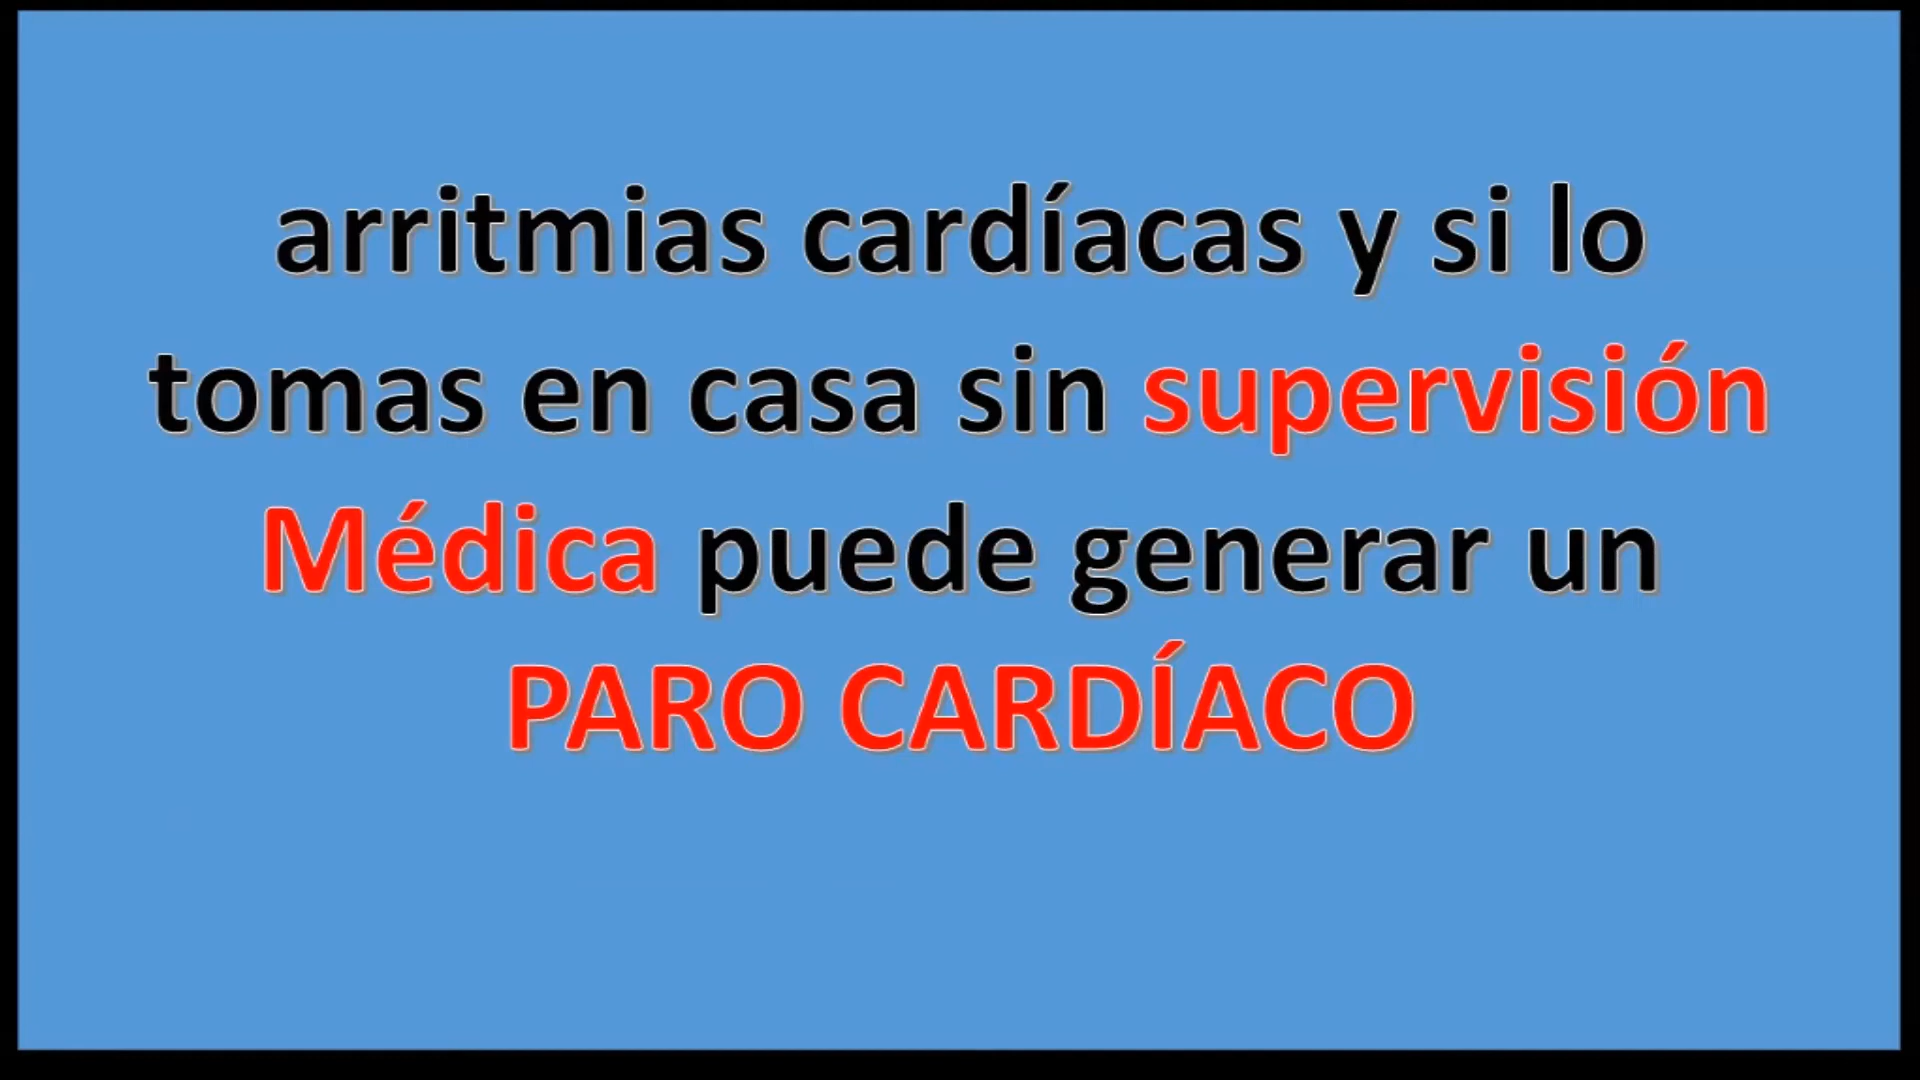 arritmias cardíacas y si lo
tomas en casa sin supervisión
Médica puede generar un
PARO CARDÍACO